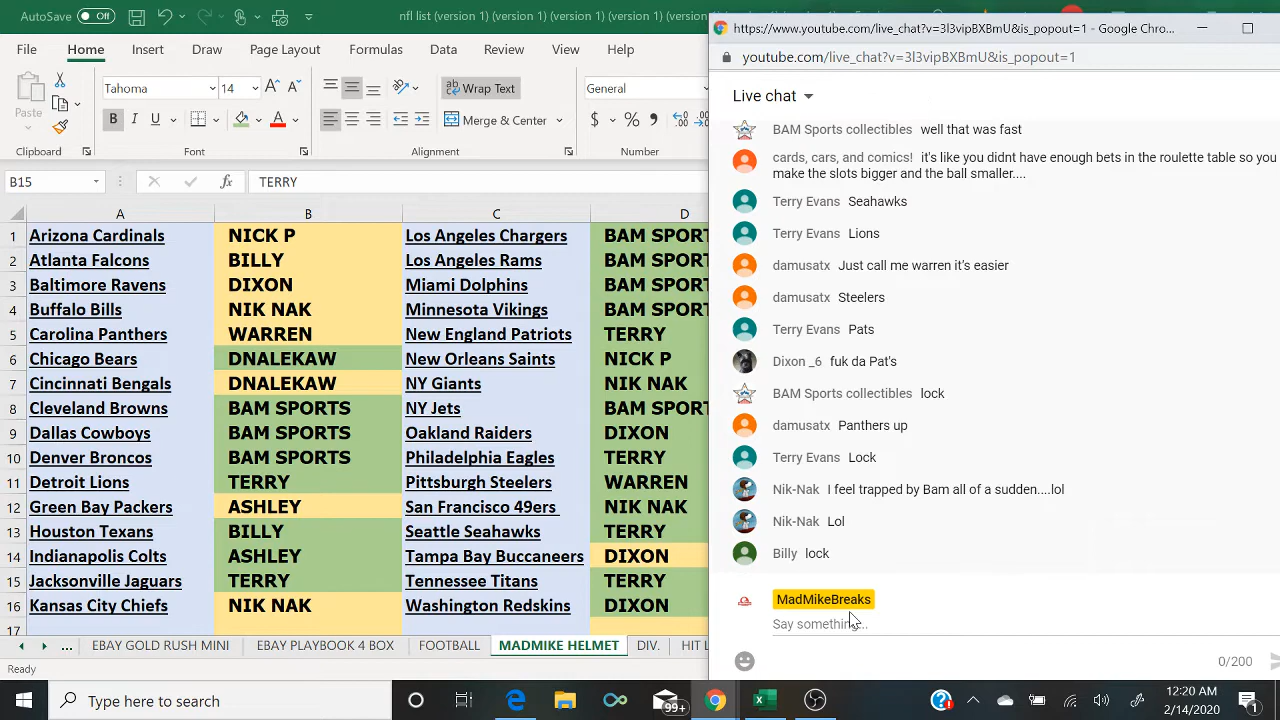 AutoSave Off nfl list (version 1) (version 1) (version 1) (version 1) (
https://www.youtube.com/live_chat?v=3l3vipBXBmU&is_popout=1 - Google Chro...
File Home Insert Draw Page Layout Formulas Data Review View Help
youtube.com/live_chat?v=3l3vipBXBmU&is_popout=1
Paste
Tahoma 14 A A
ab Wrap Text
General
B I U A
Merge & Center
$ % , .00
Clipboard Font Alignment Number
B15 fx TERRY
A B C D
1 Arizona Cardinals NICK P Los Angeles Chargers BAM SPORT
2 Atlanta Falcons BILLY Los Angeles Rams BAM SPORT
3 Baltimore Ravens DIXON Miami Dolphins BAM SPORT
4 Buffalo Bills NIK NAK Minnesota Vikings BAM SPORT
5 Carolina Panthers WARREN New England Patriots TERRY
6 Chicago Bears DNALEKAW New Orleans Saints NICK P
7 Cincinnati Bengals DNALEKAW NY Giants NIK NAK
8 Cleveland Browns BAM SPORTS NY Jets BAM SPORT
9 Dallas Cowboys BAM SPORTS Oakland Raiders DIXON
10 Denver Broncos BAM SPORTS Philadelphia Eagles TERRY
11 Detroit Lions TERRY Pittsburgh Steelers WARREN
12 Green Bay Packers ASHLEY San Francisco 49ers NIK NAK
13 Houston Texans BILLY Seattle Seahawks TERRY
14 Indianapolis Colts ASHLEY Tampa Bay Buccaneers DIXON
15 Jacksonville Jaguars TERRY Tennessee Titans TERRY
16 Kansas City Chiefs NIK NAK Washington Redskins DIXON
17
... EBAY GOLD RUSH MINI EBAY PLAYBOOK 4 BOX FOOTBALL MADMIKE HELMET DIV. HIT L
Ready
Live chat
BAM Sports collectibles well that was fast
cards, cars, and comics! it's like you didnt have enough bets in the roulette table so you
make the slots bigger and the ball smaller....
Terry Evans Seahawks
Terry Evans Lions
damusatx Just call me warren it's easier
damusatx Steelers
Terry Evans Pats
Dixon _6 fuk da Pat's
BAM Sports collectibles lock
damusatx Panthers up
Terry Evans Lock
Nik-Nak I feel trapped by Bam all of a sudden....lol
Nik-Nak Lol
Billy lock
MadMikeBreaks
Say something...
0/200
Type here to search
99+
12:20 AM
2/14/2020
1